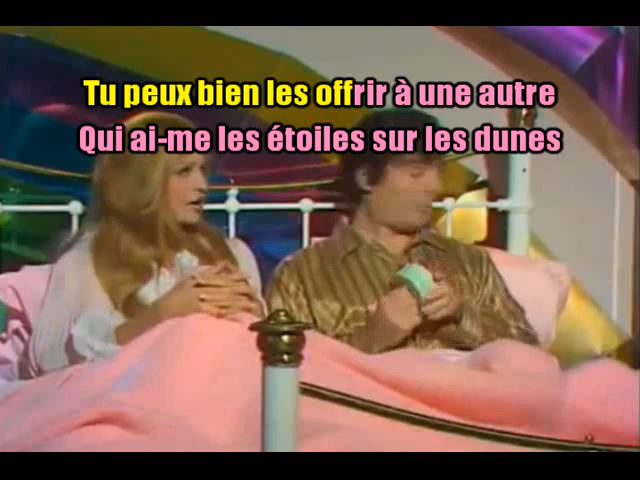 Tu peux bien les offrir à une autre
Qui ai-me les étoiles sur les dunes